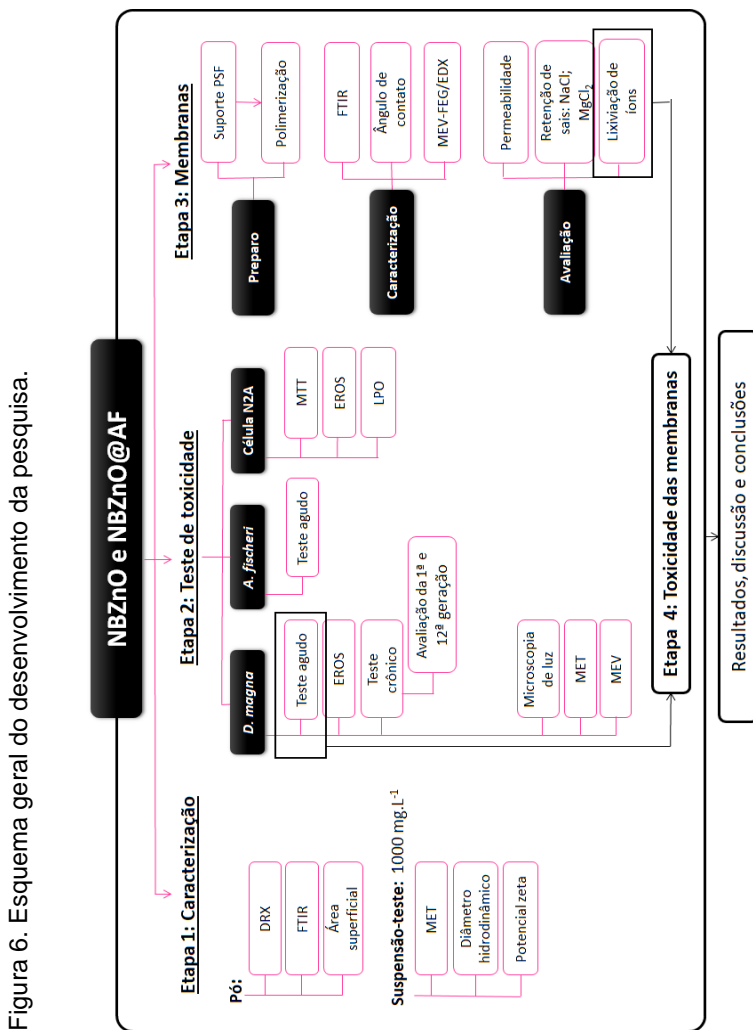 Figura 6. Esquema geral do desenvolvimento da pesquisa.
NBZnO e NBZnO@AF
Etapa 1: Caracterização
Pó:
DRX
FTIR
Área
superficial
Suspensão-teste: 1000 mg.L⁻¹
MET
Diâmetro
hidrodinâmico
Potencial zeta
Etapa 2: Teste de toxicidade
D. magna
Teste agudo
EROS
Teste
crônico
Avaliação da 1ª e
12ª geração
Microscopia
de luz
MET
MEV
A. fischeri
Teste agudo
Célula N2A
MTT
EROS
LPO
Etapa 3: Membranas
Preparo
Suporte PSF
Polimerização
Caracterização
FTIR
Ângulo de
contato
MEV-FEG/EDX
Avaliação
Permeabilidade
Retenção de
sais: NaCl;
MgCl₂
Lixiviação de
íons
Etapa 4: Toxicidade das membranas
Resultados, discussão e conclusões